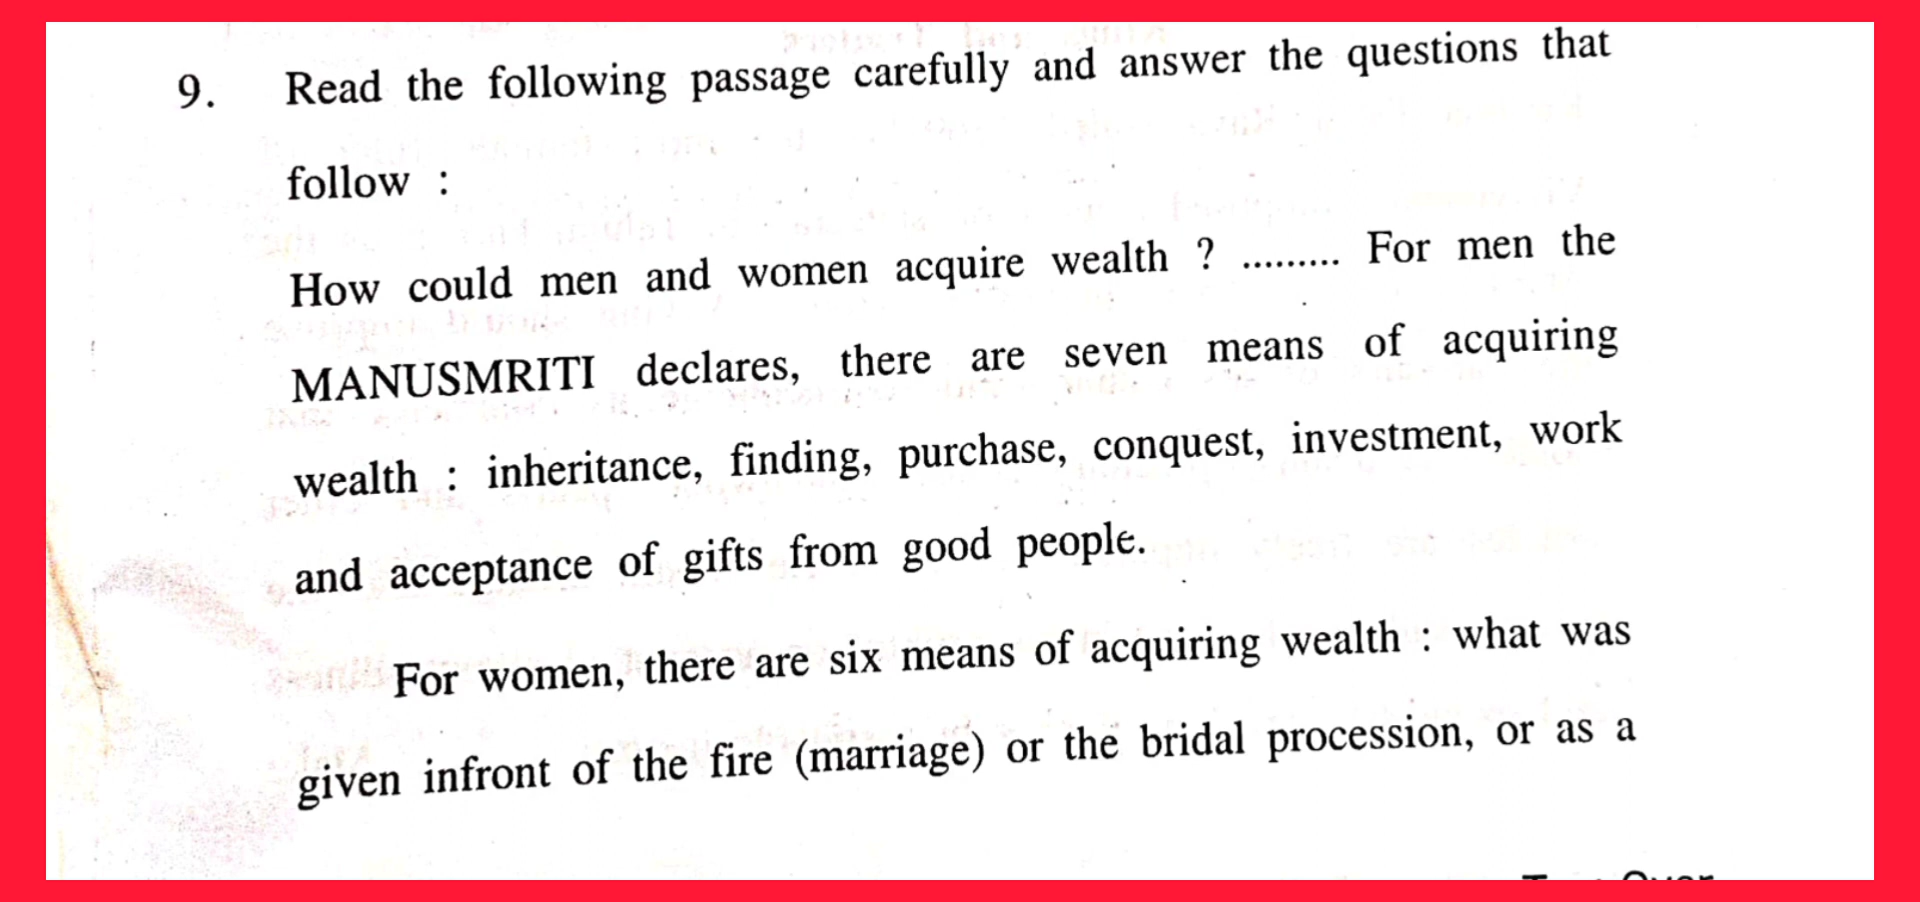 9. Read the following passage carefully and answer the questions that
follow :
How could men and women acquire wealth ? ......... For men the
MANUSMRITI declares, there are seven means of acquiring
wealth : inheritance, finding, purchase, conquest, investment, work
and acceptance of gifts from good people.
For women, there are six means of acquiring wealth : what was
given infront of the fire (marriage) or the bridal procession, or as a